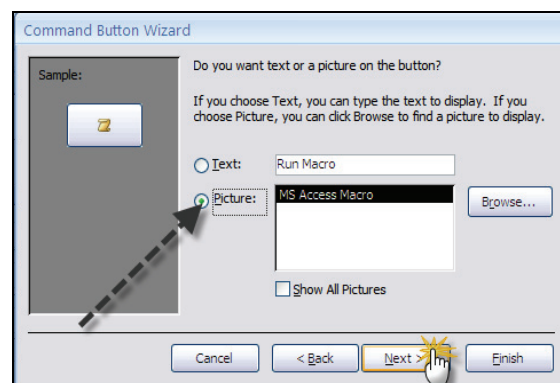 Command Button Wizard
Sample:
Do you want text or a picture on the button?
If you choose Text, you can type the text to display. If you
choose Picture, you can click Browse to find a picture to display.
Text:
Run Macro
Picture:
MS Access Macro
Browse...
Show All Pictures
Cancel
< Back
Next >
Finish